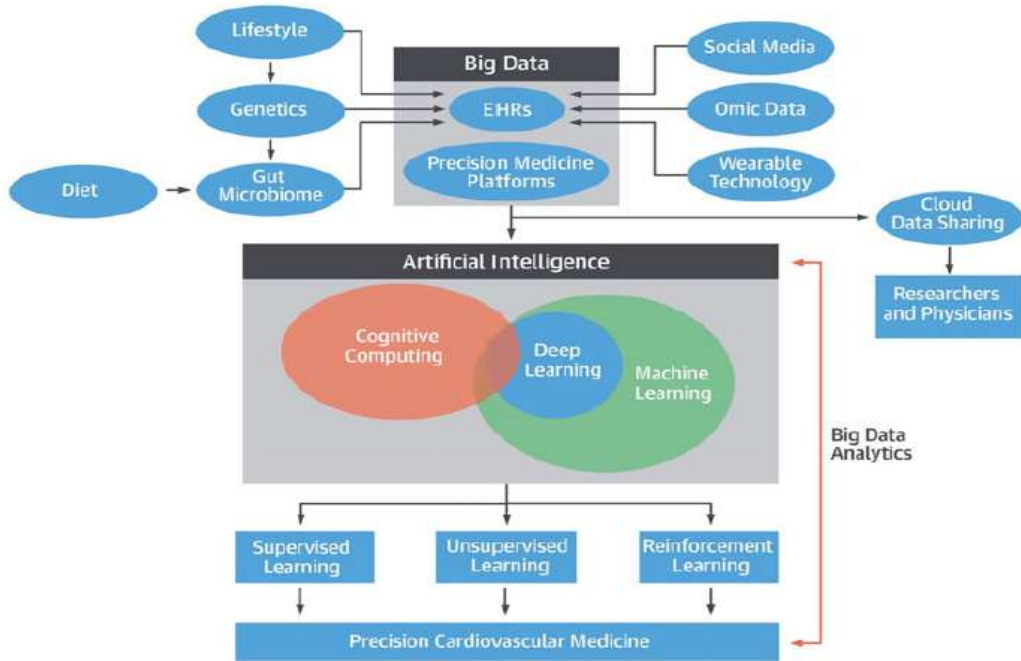 Lifestyle
Social Media
Big Data
Genetics
EHRs
Omic Data
Diet
Gut
Microbiome
Precision Medicine
Platforms
Wearable
Technology
Cloud
Data Sharing
Artificial Intelligence
Researchers
and Physicians
Cognitive
Computing
Deep
Learning
Machine
Learning
Big Data
Analytics
Supervised
Learning
Unsupervised
Learning
Reinforcement
Learning
Precision Cardiovascular Medicine